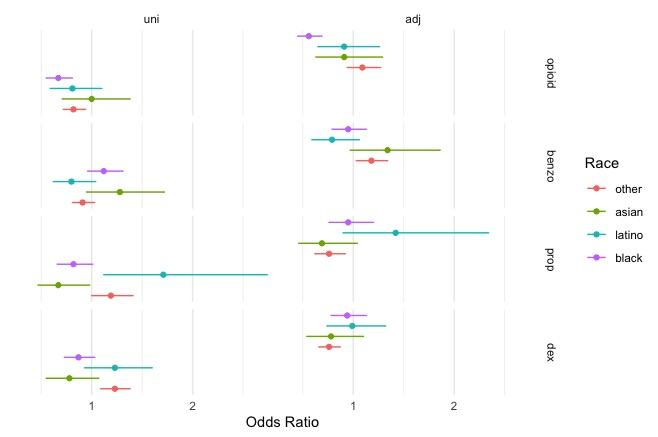 uni adj
opioid
benzo
prop
dex
1 2 1 2
Odds Ratio
Race
other
asian
latino
black